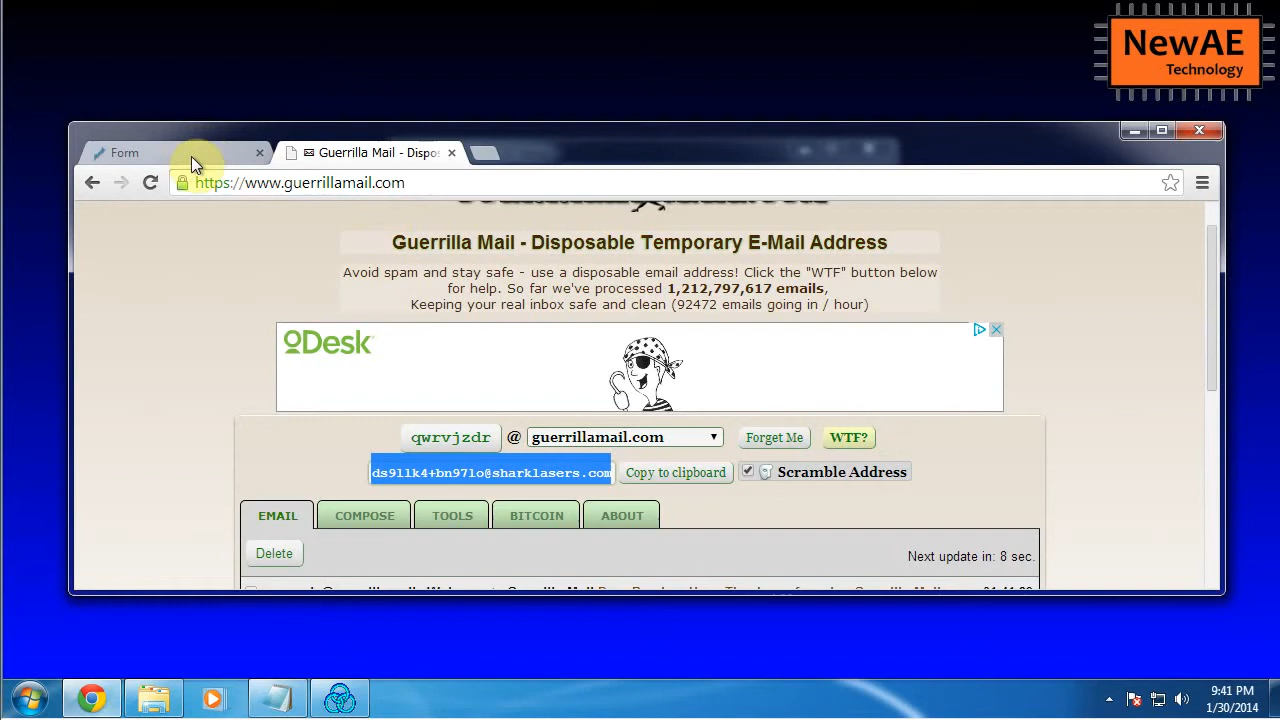 NewAE
Technology
Form
Guerrilla Mail - Dispo
https://www.guerrillamail.com
Guerrilla Mail - Disposable Temporary E-Mail Address
Avoid spam and stay safe - use a disposable email address! Click the "WTF" button below
for help. So far we've processed 1,212,797,617 emails,
Keeping your real inbox safe and clean (92472 emails going in / hour)
oDesk
qwrvjzdr @ guerrillamail.com Forget Me WTF?
ds9llk4+bn97lo@sharklasers.com Copy to clipboard Scramble Address
EMAIL COMPOSE TOOLS BITCOIN ABOUT
Delete
Next update in: 8 sec.
9:41 PM
1/30/2014